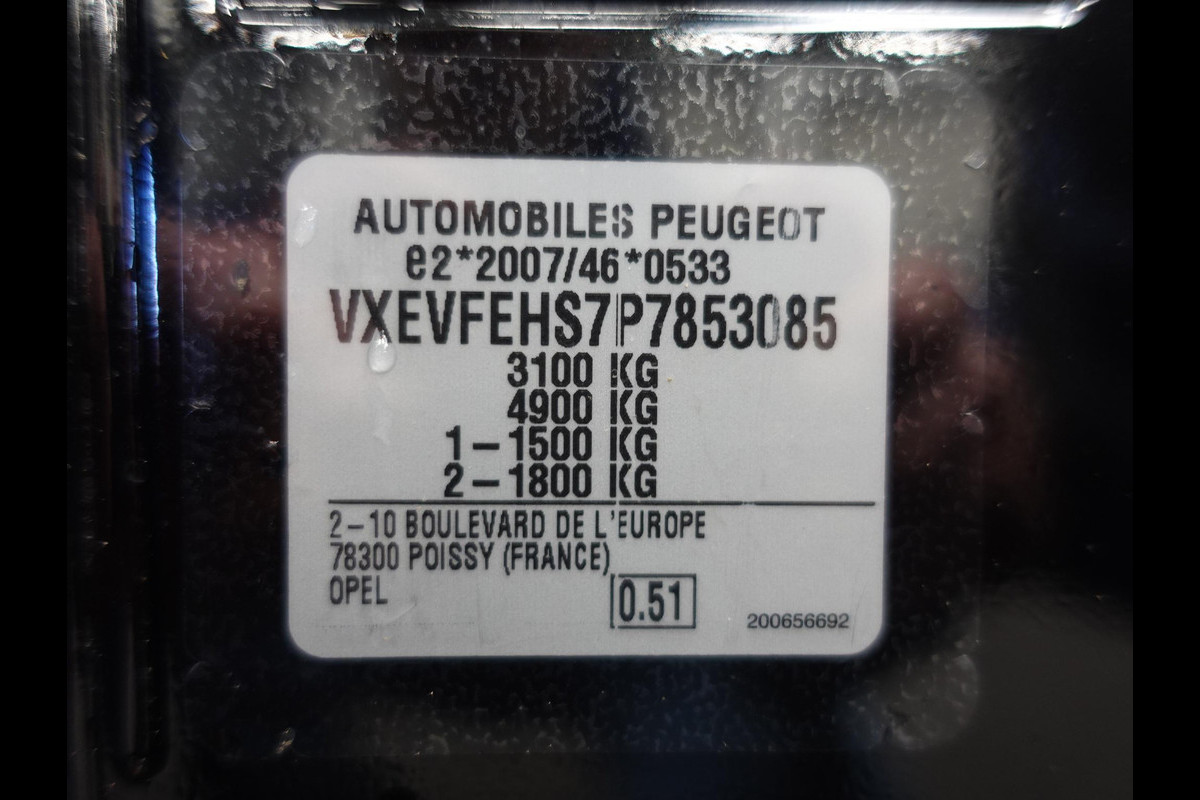 AUTOMOBILES PEUGEOT
e2*2007/46*0533
VXEVFEHS7P7853085
3100 KG
4900 KG
1-1500 KG
2-1800 KG
2-10 BOULEVARD DE L'EUROPE
78300 POISSY (FRANCE)
OPEL
0.51
200656692